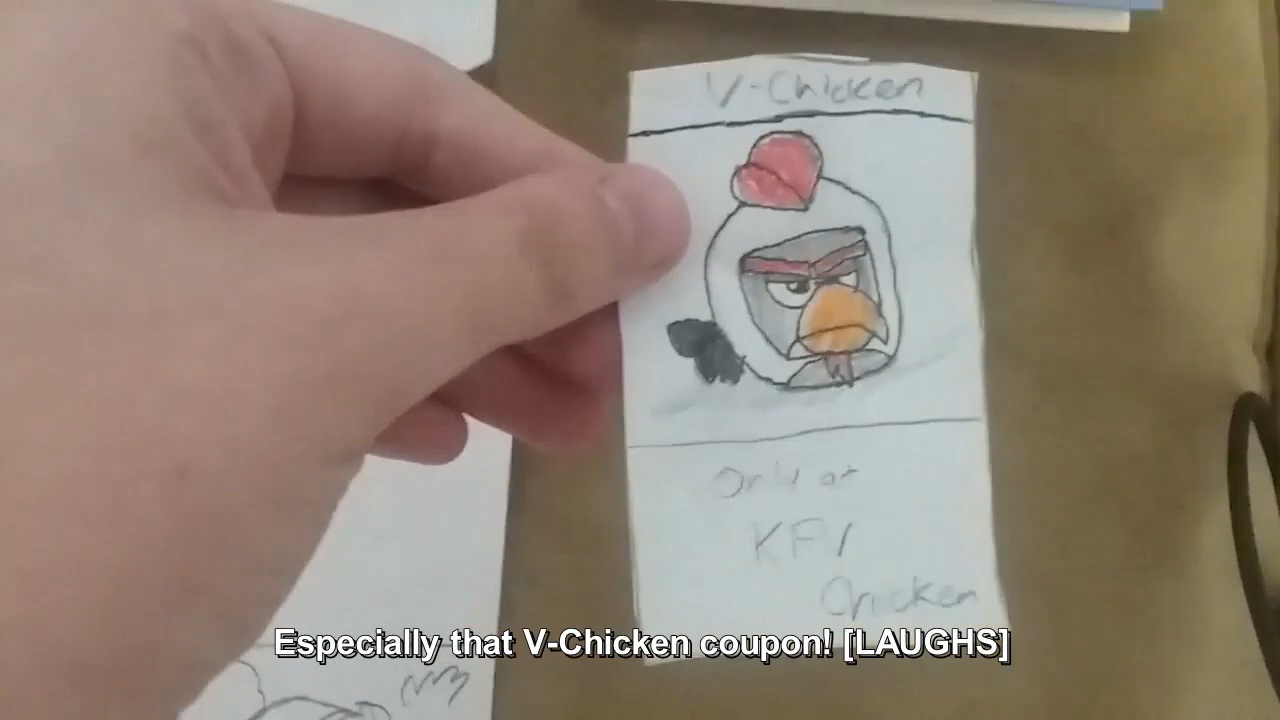 V-Chicken
Only at
KFV
Chicken
Especially that V-Chicken coupon! [LAUGHS]